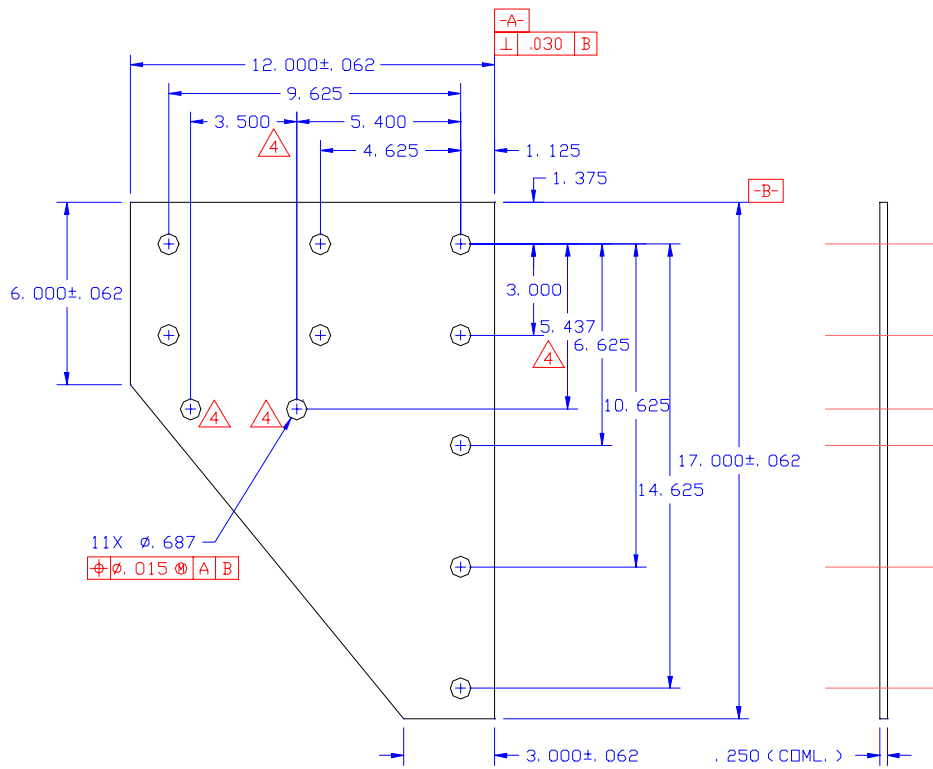 -A-
⊥ .030 B
12.000±.062
9.625
3.500 5.400
4
4.625 1.125
1.375
-B-
6.000±.062
3.000
5.437
6.625
4
10.625
4 4
17.000±.062
14.625
11X ø.687
⌖ ø.015 Ⓜ A B
3.000±.062 .250 (COML.)